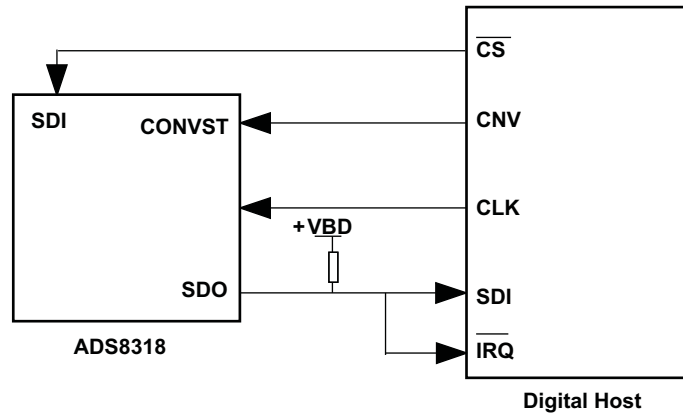 CS
SDI
CONVST
CNV
CLK
+VBD
SDO
SDI
IRQ
ADS8318
Digital Host